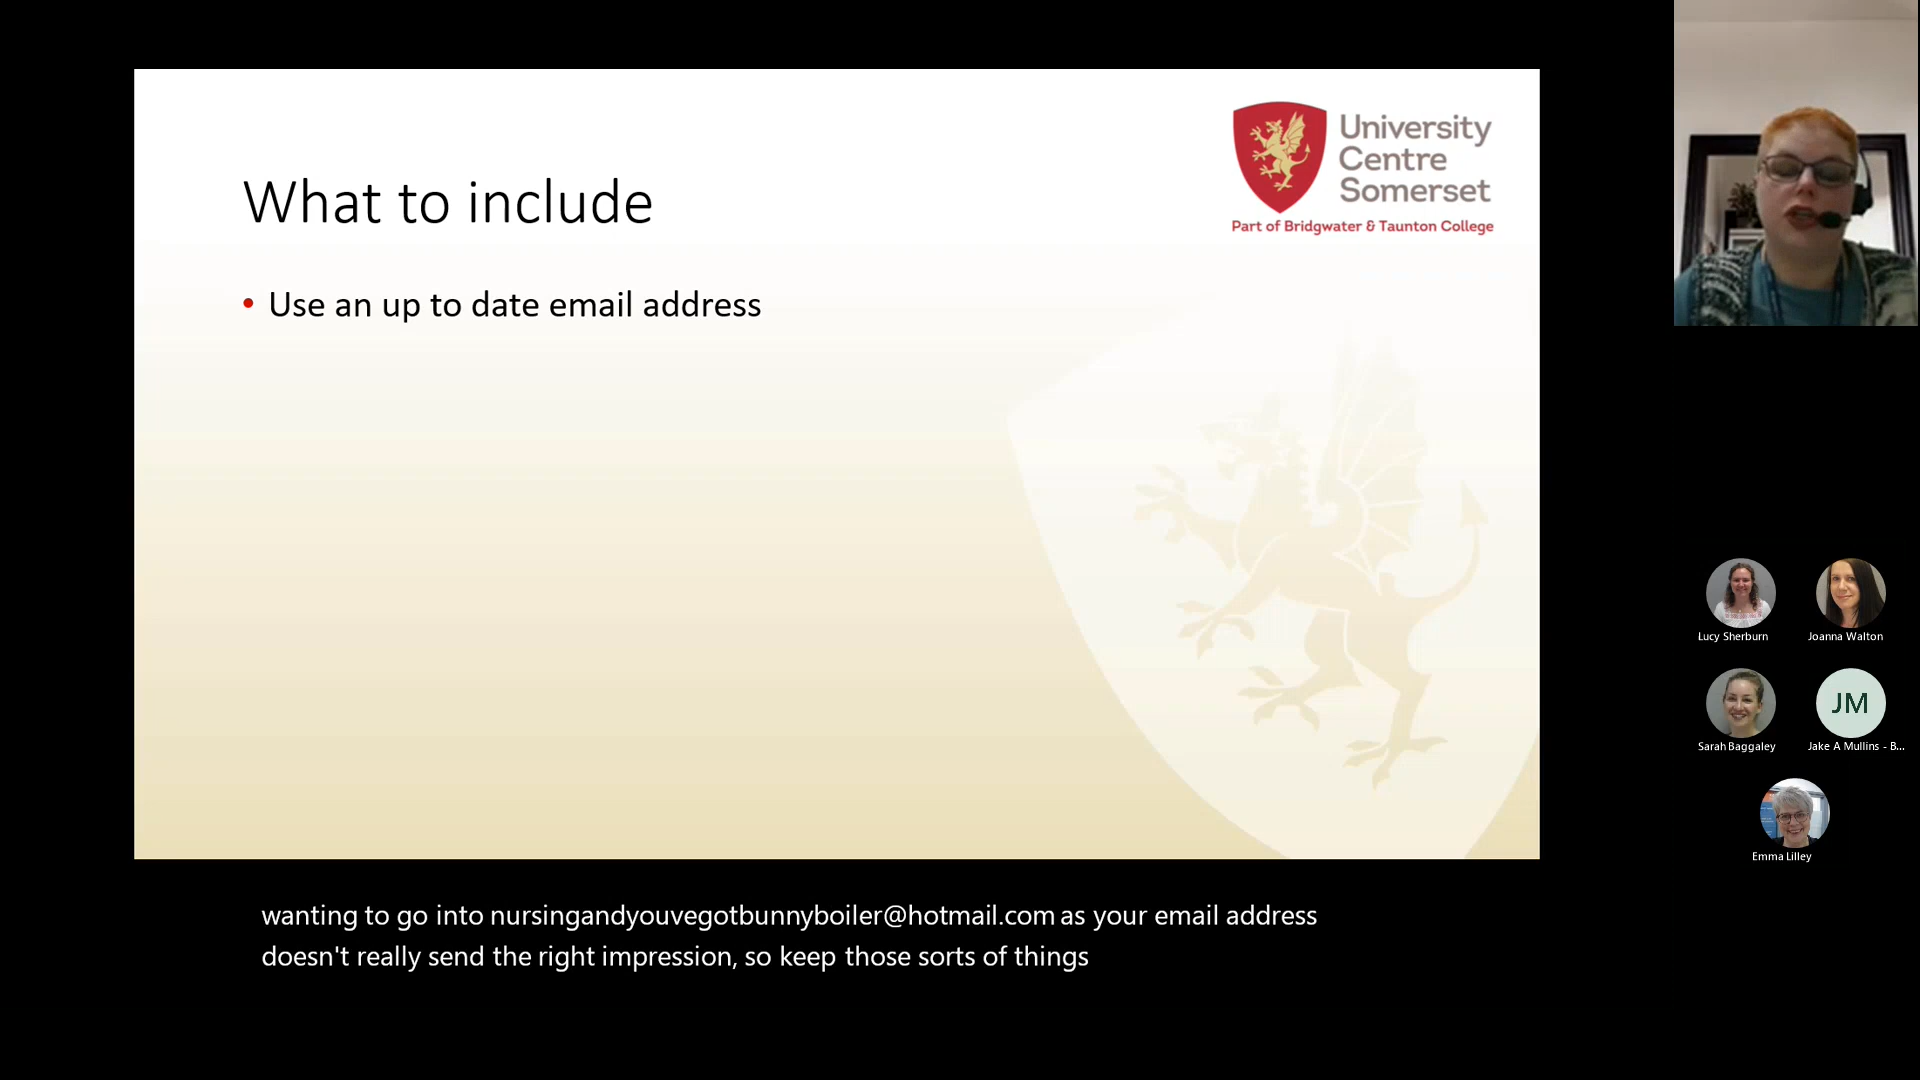 University
Centre
Somerset
Part of Bridgwater & Taunton College
What to include
• Use an up to date email address
Lucy Sherburn
Joanna Walton
JM
Sarah Baggaley
Jake A Mullins - B...
Emma Lilley
wanting to go into nursingandyouvegotbunnyboiler@hotmail.com as your email address
doesn't really send the right impression, so keep those sorts of things